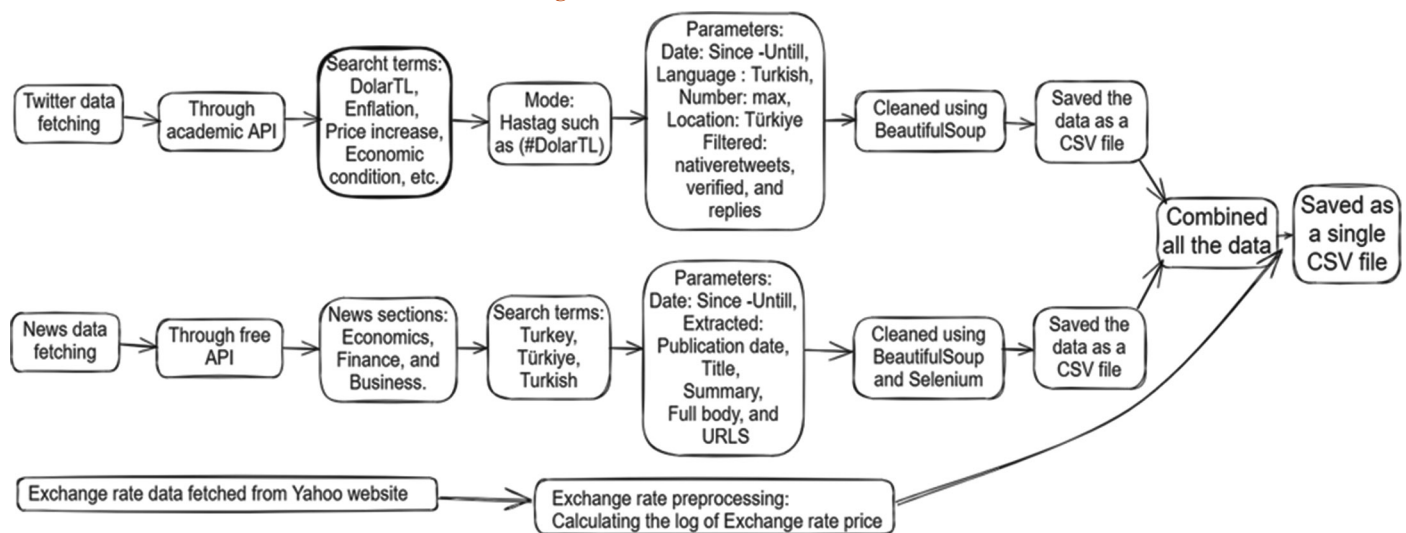 Twitter data
fetching
Through
academic API
Searcht terms:
DolarTL,
Enflation,
Price increase,
Economic
condition, etc.
Mode:
Hastag such
as (#DolarTL)
Parameters:
Date: Since -Untill,
Language : Turkish,
Number: max,
Location: Türkiye
Filtered:
nativeretweets,
verified, and
replies
Cleaned using
BeautifulSoup
Saved the
data as a
CSV file
Combined
all the data
Saved as
a single
CSV file
News data
fetching
Through free
API
News sections:
Economics,
Finance, and
Business.
Search terms:
Turkey,
Türkiye,
Turkish
Parameters:
Date: Since -Untill,
Extracted:
Publication date,
Title,
Summary,
Full body, and
URLS
Cleaned using
BeautifulSoup
and Selenium
Saved the
data as a
CSV file
Exchange rate data fetched from Yahoo website
Exchange rate preprocessing:
Calculating the log of Exchange rate price